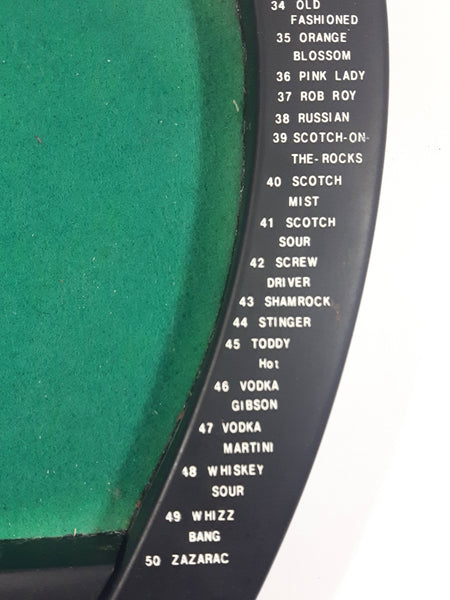 34 OLD
FASHIONED
35 ORANGE
BLOSSOM
36 PINK LADY
37 ROB ROY
38 RUSSIAN
39 SCOTCH-ON-
THE-ROCKS
40 SCOTCH
MIST
41 SCOTCH
SOUR
42 SCREW
DRIVER
43 SHAMROCK
44 STINGER
45 TODDY
Hot
46 VODKA
GIBSON
47 VODKA
MARTINI
48 WHISKEY
SOUR
49 WHIZZ
BANG
50 ZAZARAC